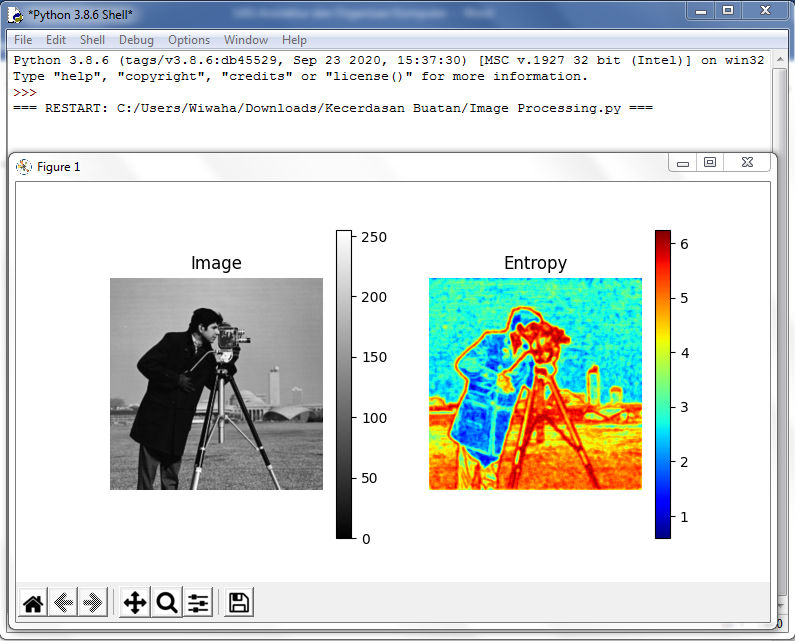 *Python 3.8.6 Shell*
File Edit Shell Debug Options Window Help
Python 3.8.6 (tags/v3.8.6:db45529, Sep 23 2020, 15:37:30) [MSC v.1927 32 bit (Intel)] on win32
Type "help", "copyright", "credits" or "license()" for more information.
>>>
=== RESTART: C:/Users/Wiwaha/Downloads/Kecerdasan Buatan/Image Processing.py ===
Figure 1
Image
250
200
150
100
50
0
Entropy
6
5
4
3
2
1